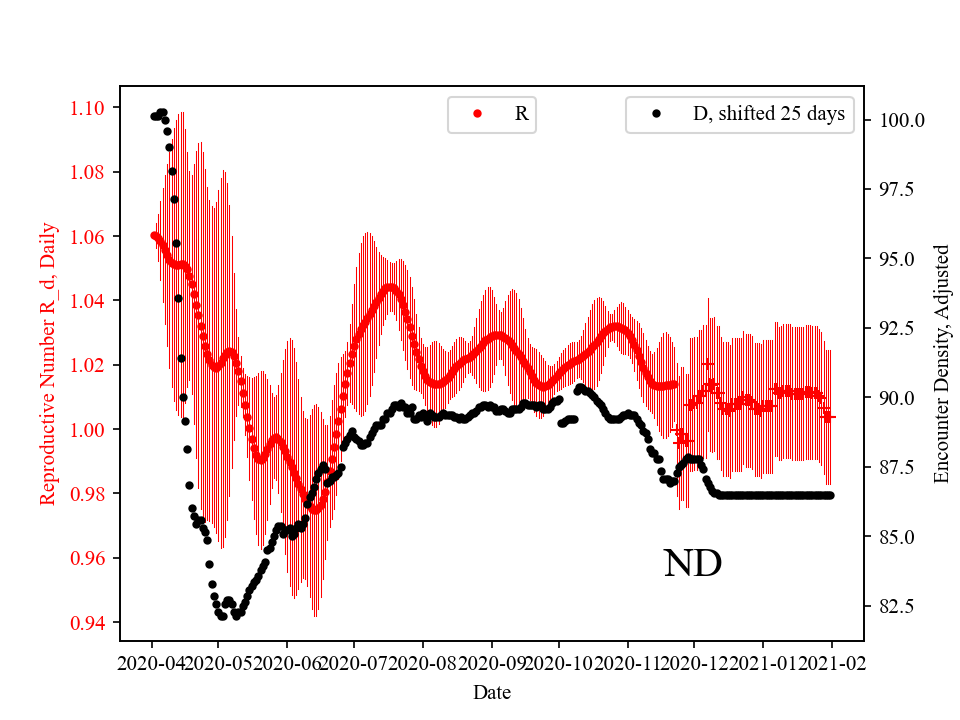 R
D, shifted 25 days
1.10
1.08
1.06
1.04
1.02
1.00
0.98
0.96
0.94
Reproductive Number R_d, Daily
100.0
97.5
95.0
92.5
90.0
87.5
85.0
82.5
Encounter Density, Adjusted
ND
2020-04 2020-05 2020-06 2020-07 2020-08 2020-09 2020-10 2020-11 2020-12 2021-01 2021-02
Date